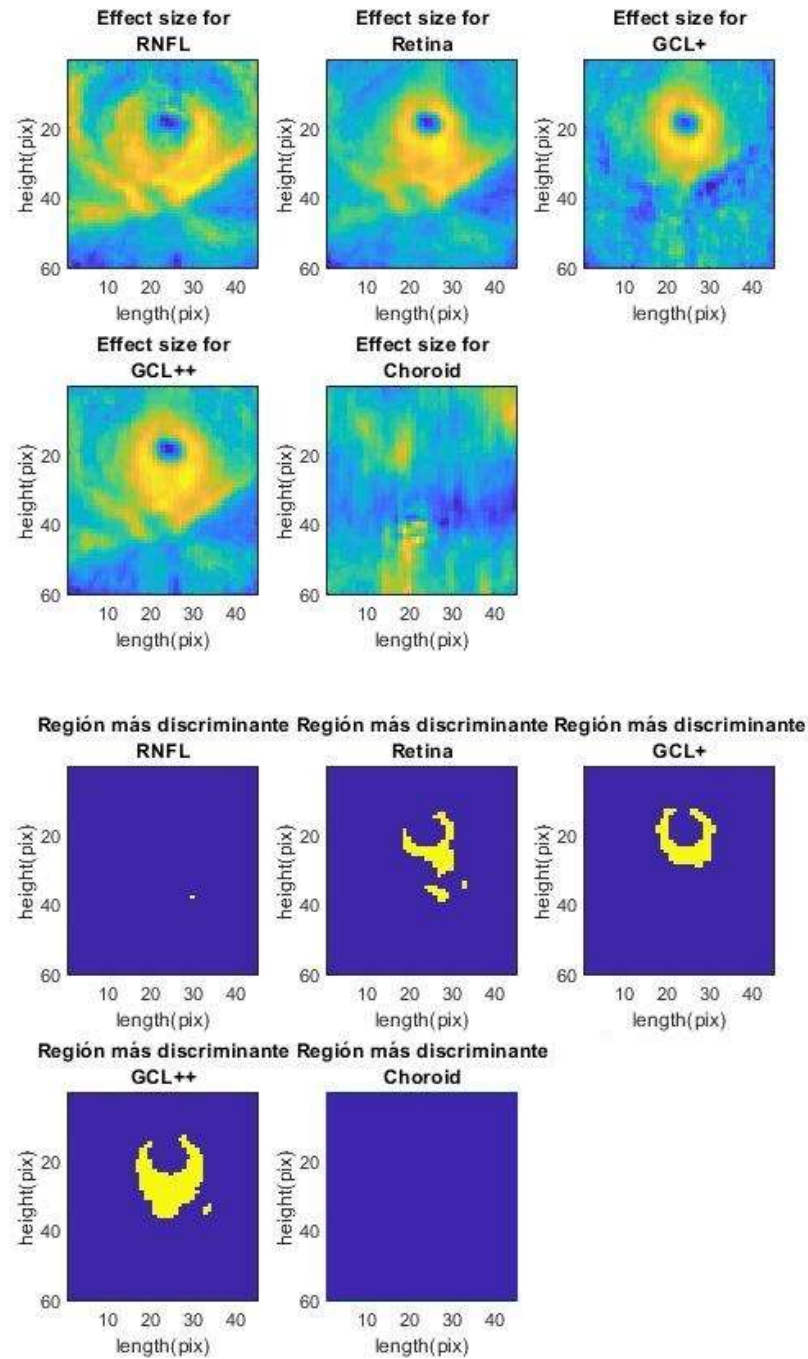 Effect size for Effect size for Effect size for
RNFL Retina GCL+
height(pix) height(pix) height(pix)
20 20 20
40 40 40
60 60 60
10 20 30 40 10 20 30 40 10 20 30 40
length(pix) length(pix) length(pix)
Effect size for Effect size for
GCL++ Choroid
height(pix) height(pix)
20 20
40 40
60 60
10 20 30 40 10 20 30 40
length(pix) length(pix)
Región más discriminante Región más discriminante Región más discriminante
RNFL Retina GCL+
height(pix) height(pix) height(pix)
20 20 20
40 40 40
60 60 60
10 20 30 40 10 20 30 40 10 20 30 40
length(pix) length(pix) length(pix)
Región más discriminante Región más discriminante
GCL++ Choroid
height(pix) height(pix)
20 20
40 40
60 60
10 20 30 40 10 20 30 40
length(pix) length(pix)